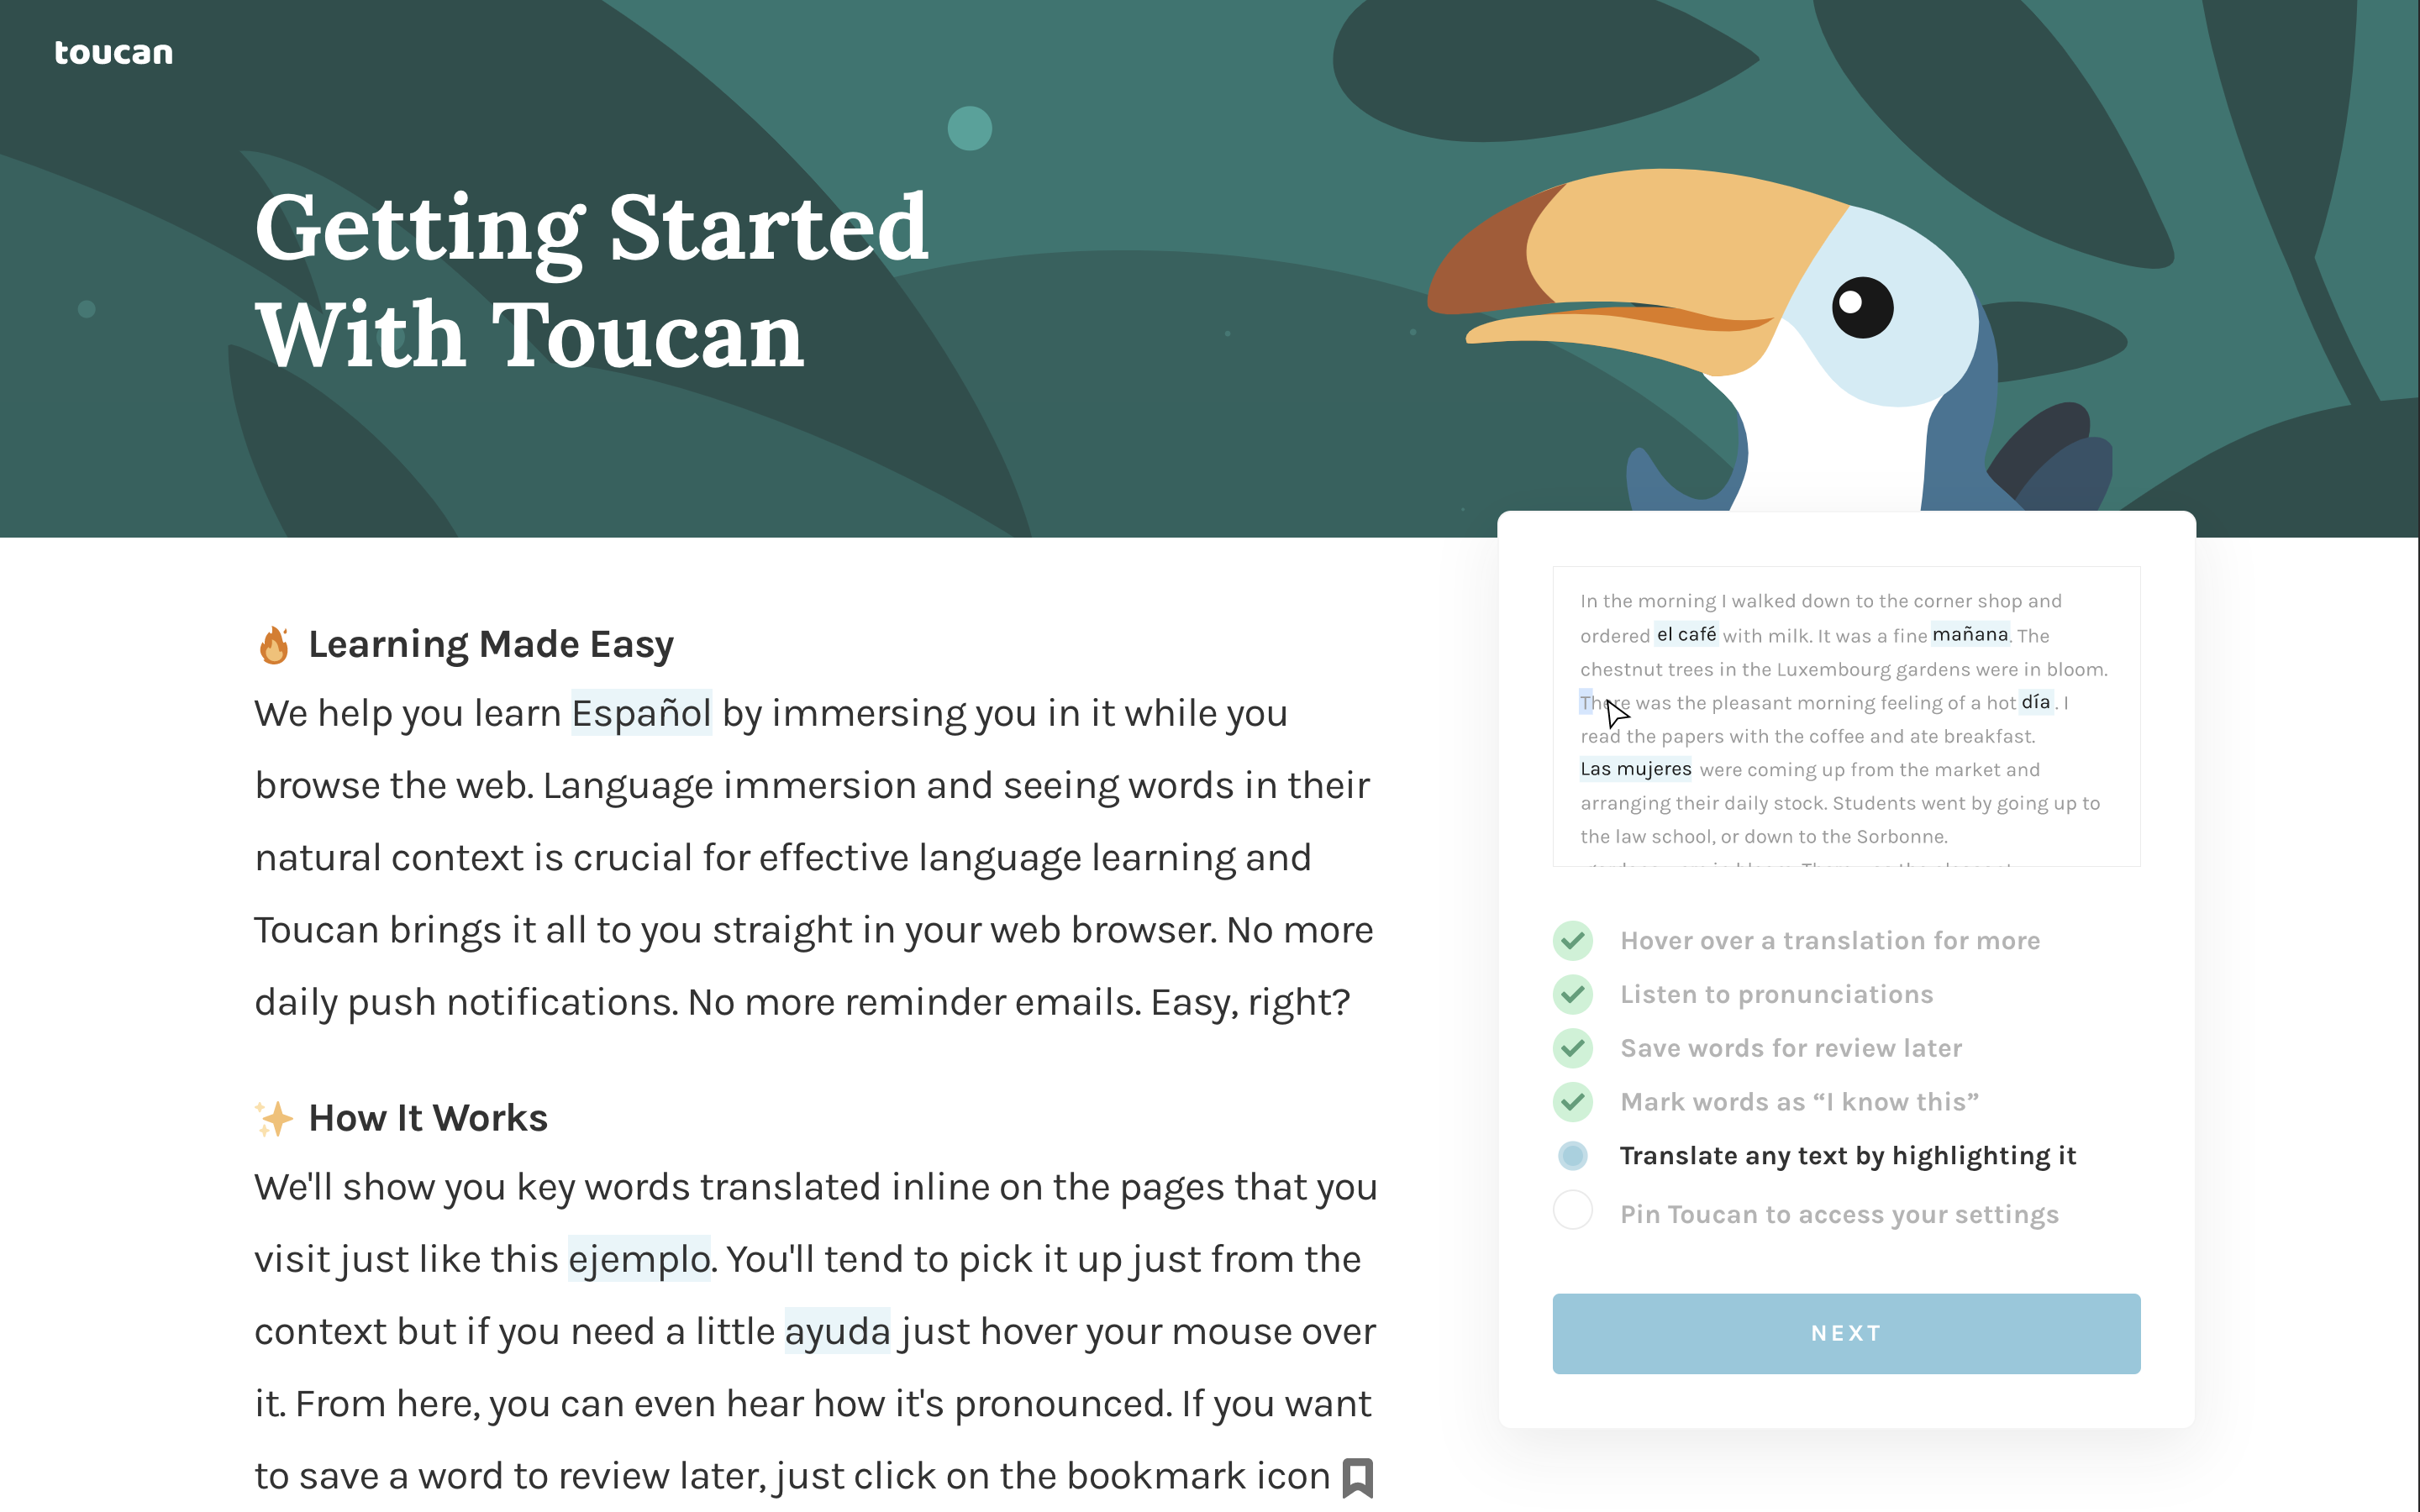 toucan
Getting Started
With Toucan
Learning Made Easy
We help you learn Español by immersing you in it while you
browse the web. Language immersion and seeing words in their
natural context is crucial for effective language learning and
Toucan brings it all to you straight in your web browser. No more
daily push notifications. No more reminder emails. Easy, right?
How It Works
We'll show you key words translated inline on the pages that you
visit just like this ejemplo. You'll tend to pick it up just from the
context but if you need a little ayuda just hover your mouse over
it. From here, you can even hear how it's pronounced. If you want
to save a word to review later, just click on the bookmark icon
In the morning I walked down to the corner shop and
ordered el café with milk. It was a fine mañana. The
chestnut trees in the Luxembourg gardens were in bloom.
There was the pleasant morning feeling of a hot día. I
read the papers with the coffee and ate breakfast.
Las mujeres were coming up from the market and
arranging their daily stock. Students went by going up to
the law school, or down to the Sorbonne.
Hover over a translation for more
Listen to pronunciations
Save words for review later
Mark words as “I know this”
Translate any text by highlighting it
Pin Toucan to access your settings
NEXT